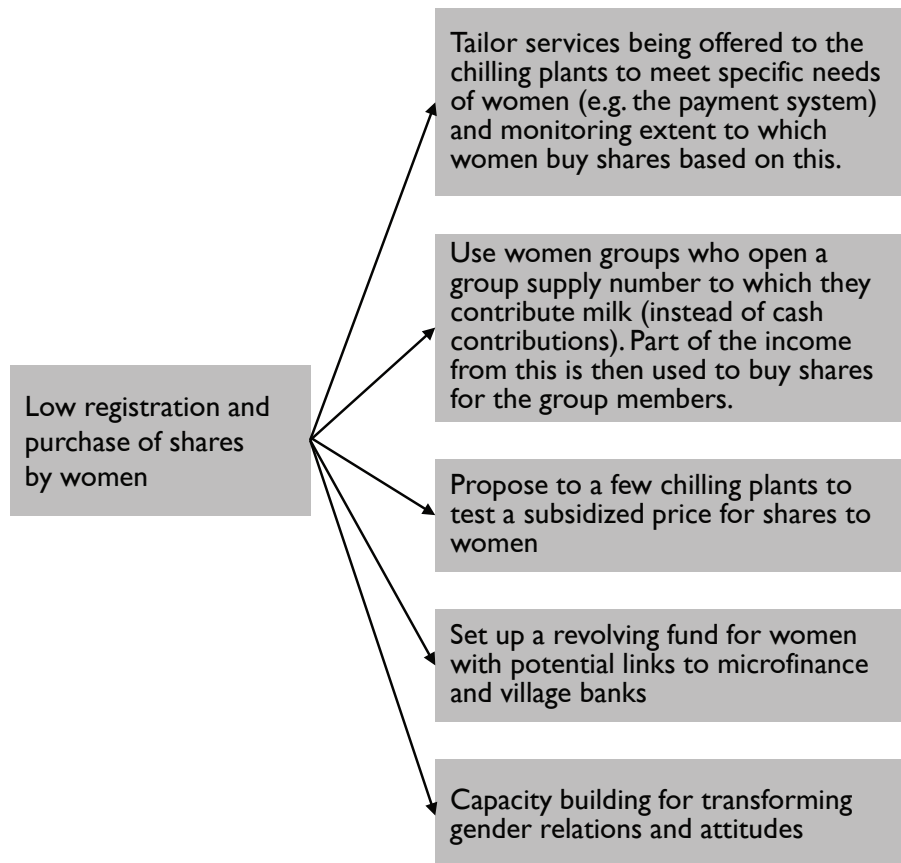 Tailor services being offered to the
chilling plants to meet specific needs
of women (e.g. the payment system)
and monitoring extent to which
women buy shares based on this.
Use women groups who open a
group supply number to which they
contribute milk (instead of cash
contributions). Part of the income
from this is then used to buy shares
for the group members.
Low registration and
purchase of shares
by women
Propose to a few chilling plants to
test a subsidized price for shares to
women
Set up a revolving fund for women
with potential links to microfinance
and village banks
Capacity building for transforming
gender relations and attitudes